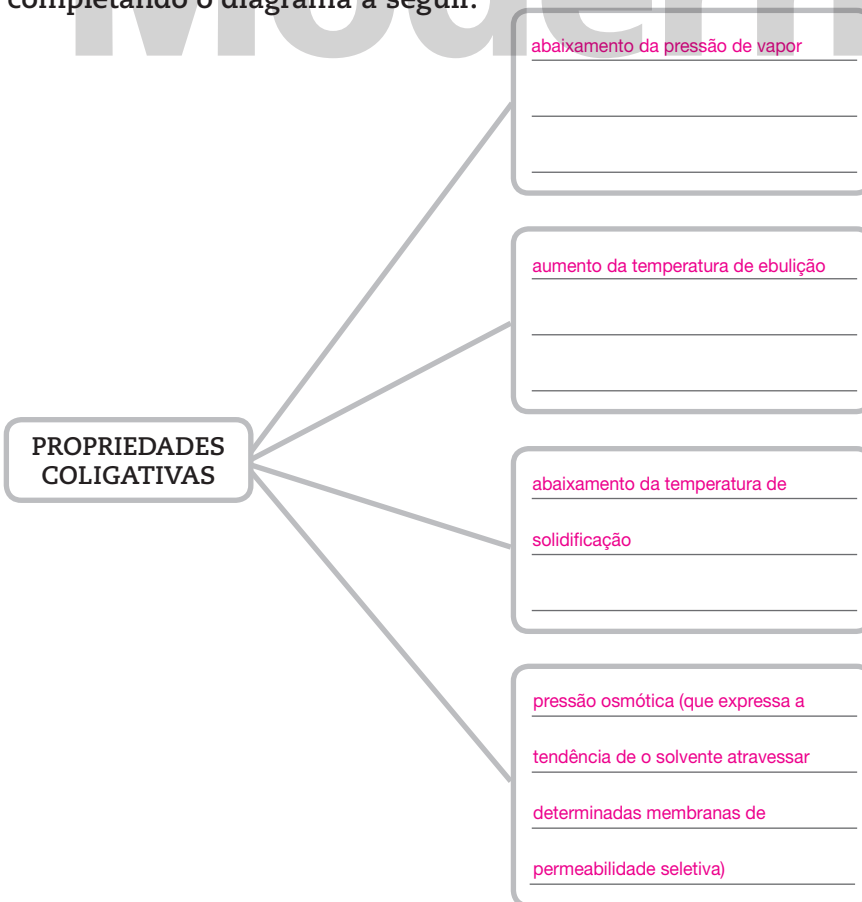 completando o diagrama a seguir.
abaixamento da pressão de vapor
aumento da temperatura de ebulição
PROPRIEDADES
COLIGATIVAS
abaixamento da temperatura de
solidificação
pressão osmótica (que expressa a
tendência de o solvente atravessar
determinadas membranas de
permeabilidade seletiva)